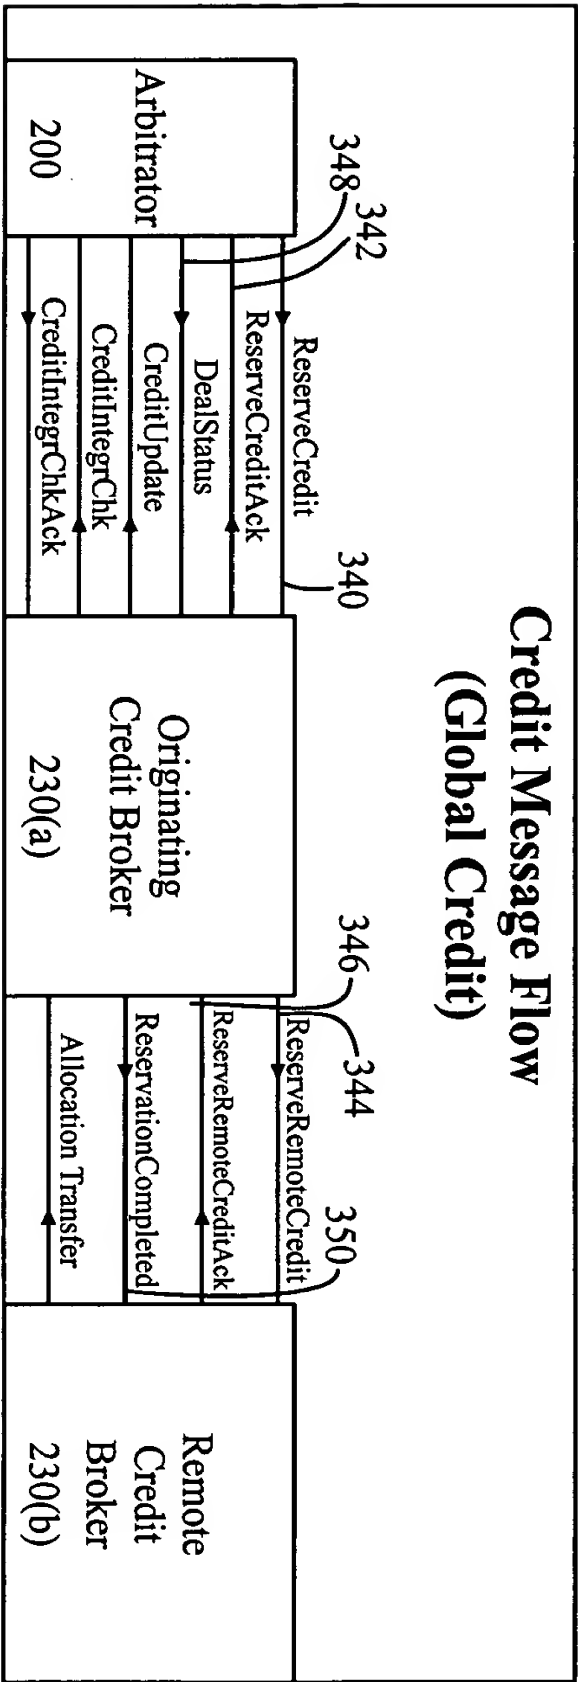 Credit Message Flow
(Global Credit)
348
342
340
346
344
350
Arbitrator
200
ReserveCredit
ReserveCreditAck
DealStatus
CreditUpdate
CreditIntegrChk
CreditIntegrChkAck
Originating
Credit Broker
230(a)
ReserveRemoteCredit
ReserveRemoteCreditAck
ReservationCompleted
Allocation Transfer
Remote
Credit
Broker
230(b)